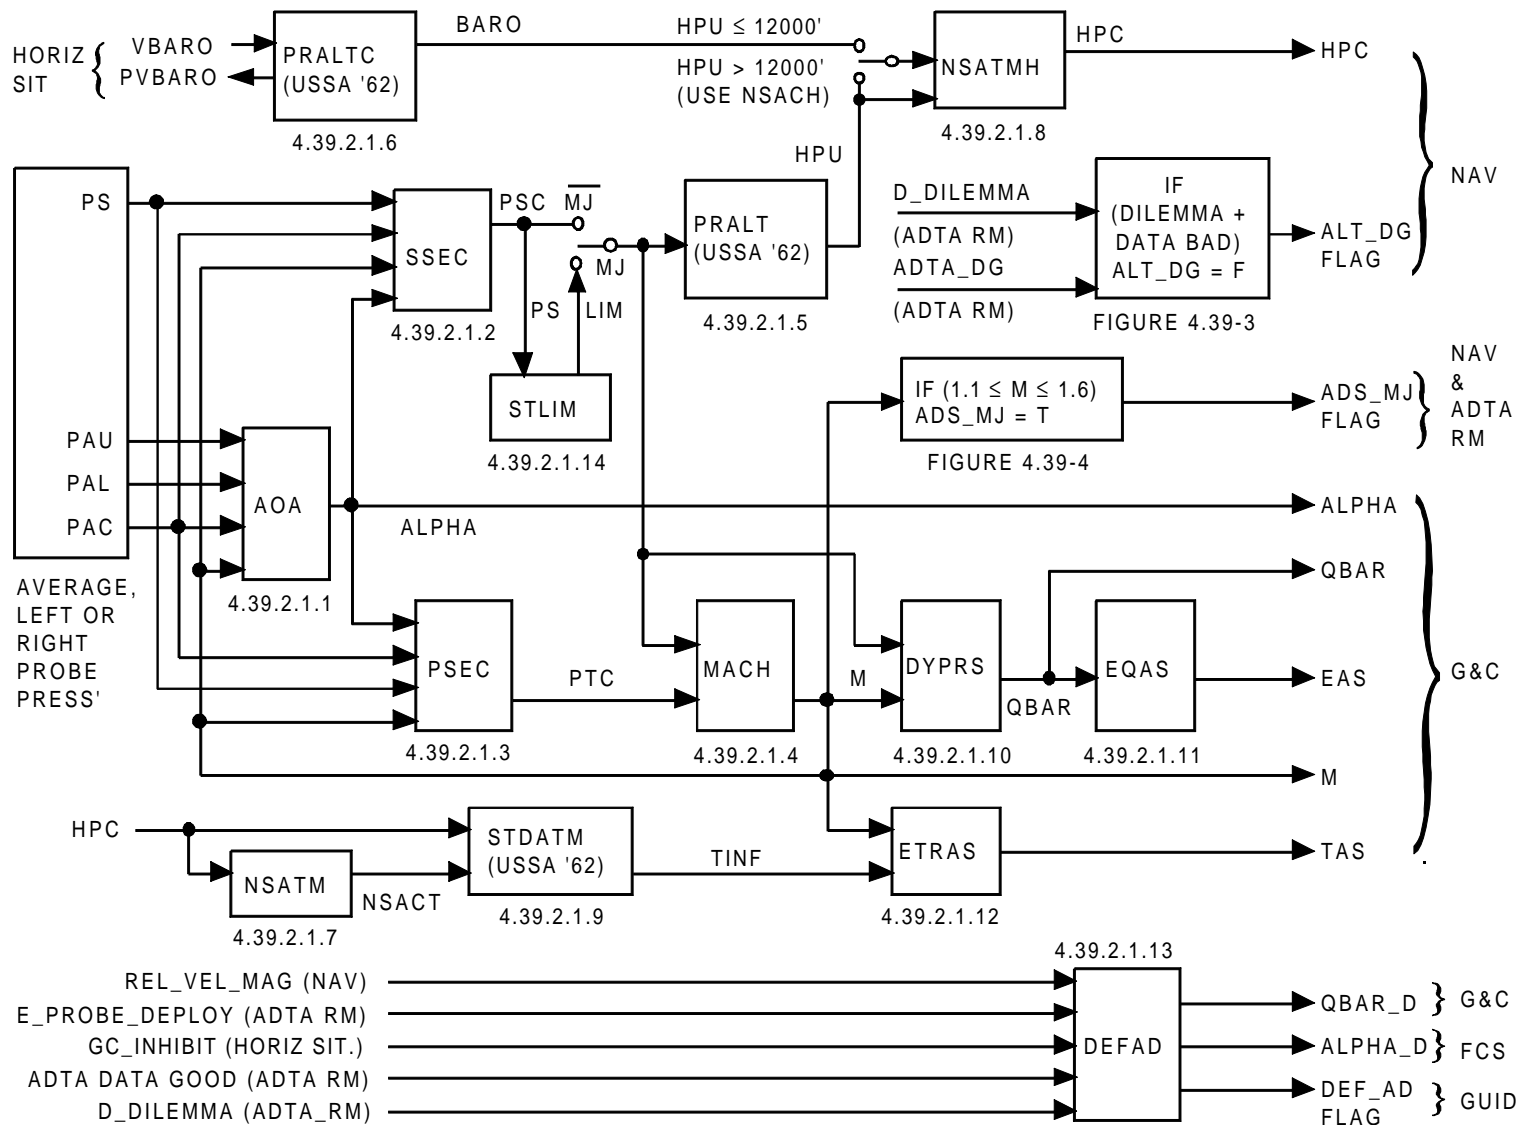 HORIZ
SIT
VBARO
PVBARO
PRALTC
(USSA '62)
4.39.2.1.6
BARO
HPU ≤ 12000'
HPU > 12000'
(USE NSACH)
NSATMH
4.39.2.1.8
HPC
HPC
NAV
PS
PAU
PAL
PAC
AVERAGE,
LEFT OR
RIGHT
PROBE
PRESS'
SSEC
4.39.2.1.2
PSC
MJ
MJ
PS
LIM
STLIM
4.39.2.1.14
PRALT
(USSA '62)
4.39.2.1.5
HPU
D_DILEMMA
(ADTA RM)
ADTA_DG
(ADTA RM)
IF
(DILEMMA +
DATA BAD)
ALT_DG = F
FIGURE 4.39-3
ALT_DG
FLAG
IF (1.1 ≤ M ≤ 1.6)
ADS_MJ = T
FIGURE 4.39-4
ADS_MJ
FLAG
NAV
&
ADTA
RM
AOA
4.39.2.1.1
ALPHA
ALPHA
QBAR
PSEC
4.39.2.1.3
PTC
MACH
4.39.2.1.4
M
DYPRS
4.39.2.1.10
QBAR
EQAS
4.39.2.1.11
EAS
G&C
M
HPC
NSATM
4.39.2.1.7
NSACT
STDATM
(USSA '62)
4.39.2.1.9
TINF
ETRAS
4.39.2.1.12
TAS
4.39.2.1.13
REL_VEL_MAG (NAV)
E_PROBE_DEPLOY (ADTA RM)
GC_INHIBIT (HORIZ SIT.)
ADTA DATA GOOD (ADTA RM)
D_DILEMMA (ADTA_RM)
DEFAD
QBAR_D
G&C
ALPHA_D
FCS
DEF_AD
FLAG
GUID